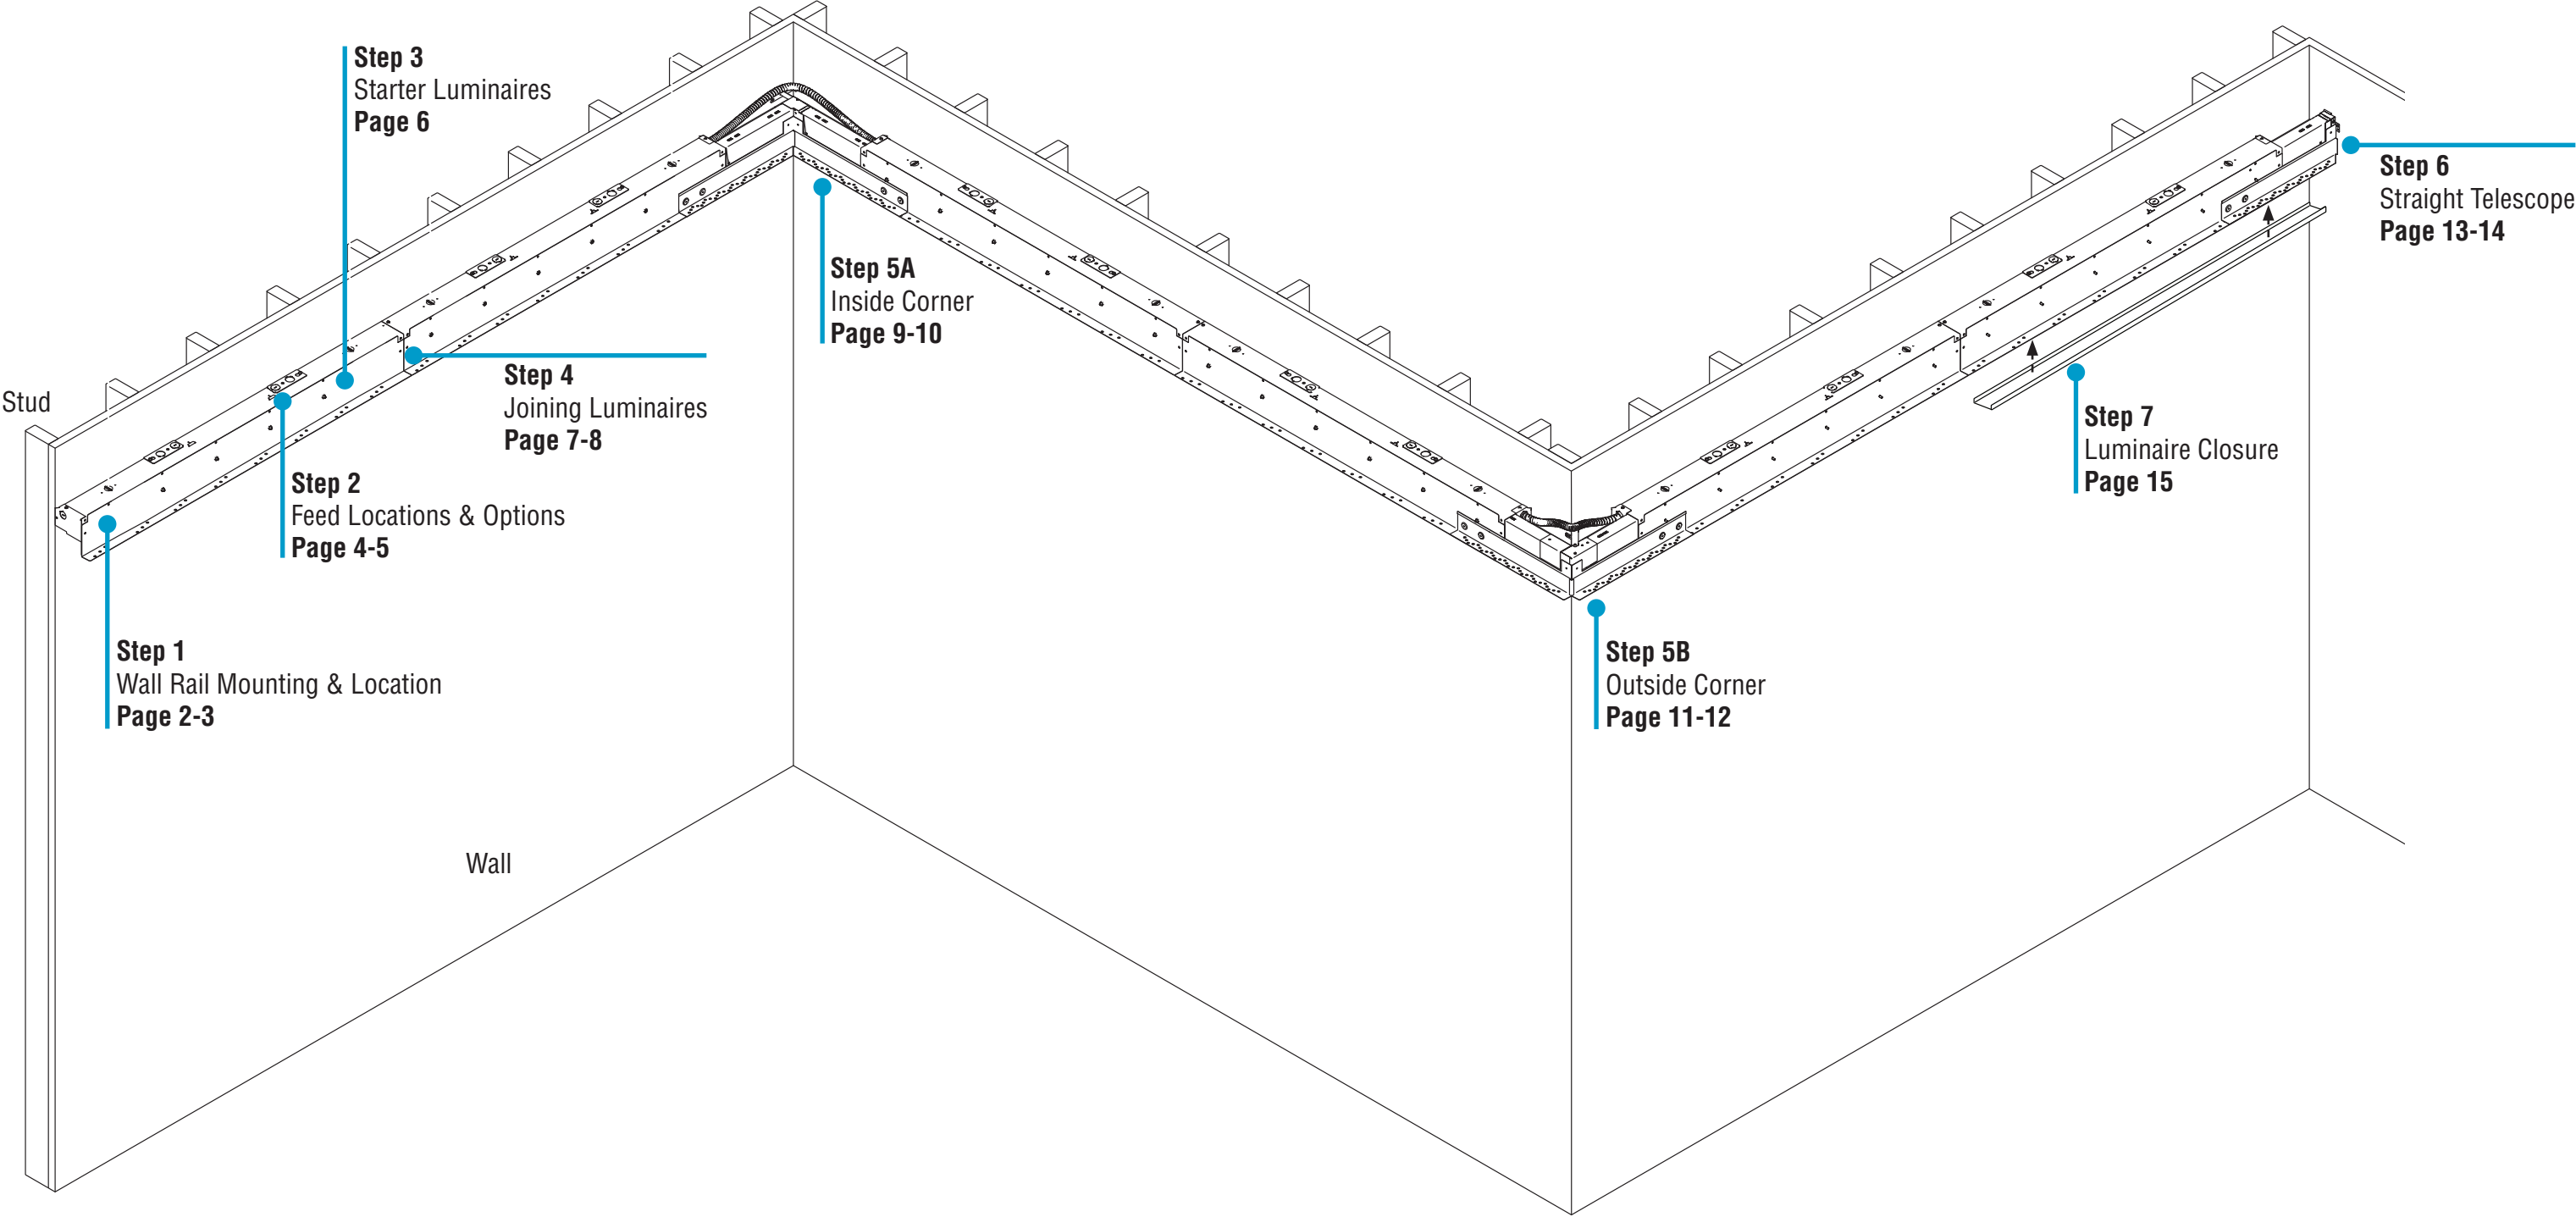 Step 3
Starter Luminaires
Page 6
Step 6
Straight Telescope
Page 13-14
Step 5A
Inside Corner
Page 9-10
Stud
Step 4
Joining Luminaires
Page 7-8
Step 7
Luminaire Closure
Page 15
Step 2
Feed Locations & Options
Page 4-5
Step 1
Wall Rail Mounting & Location
Page 2-3
Step 5B
Outside Corner
Page 11-12
Wall